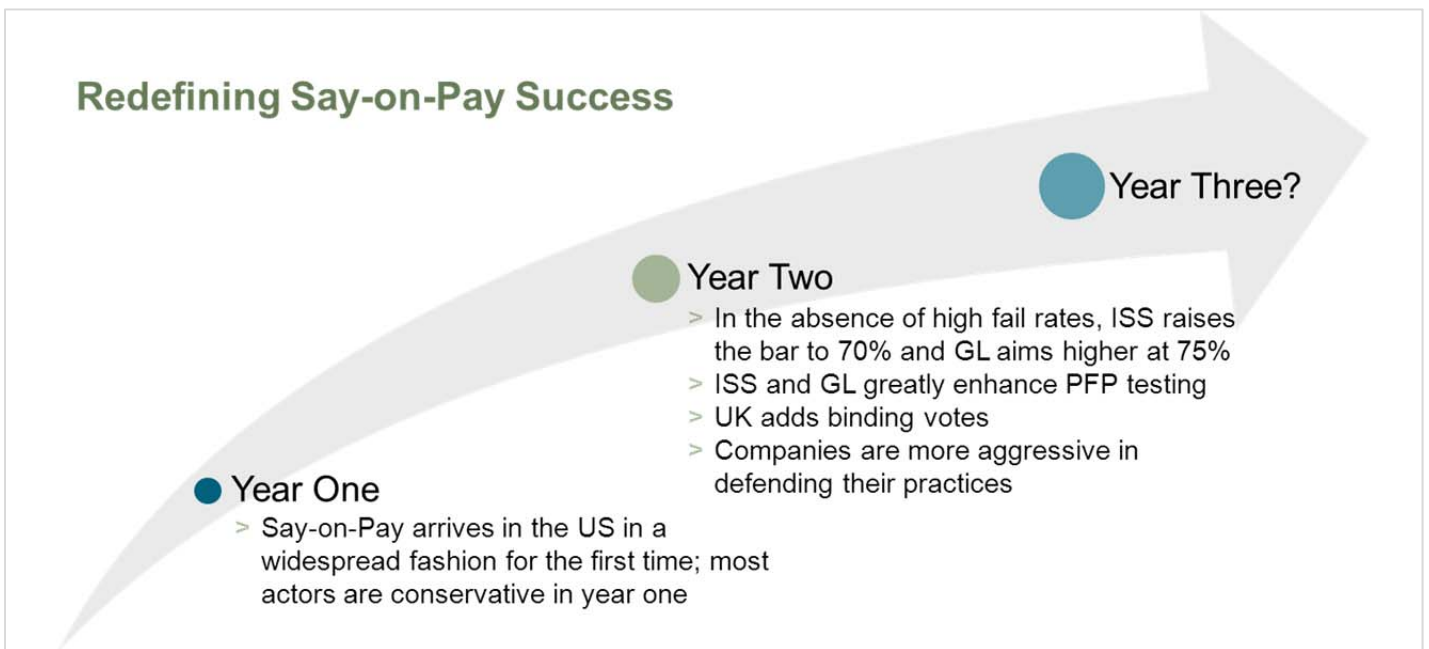 Redefining Say-on-Pay Success
Year Three?
Year Two
> In the absence of high fail rates, ISS raises
the bar to 70% and GL aims higher at 75%
> ISS and GL greatly enhance PFP testing
> UK adds binding votes
> Companies are more aggressive in
defending their practices
Year One
> Say-on-Pay arrives in the US in a
widespread fashion for the first time; most
actors are conservative in year one